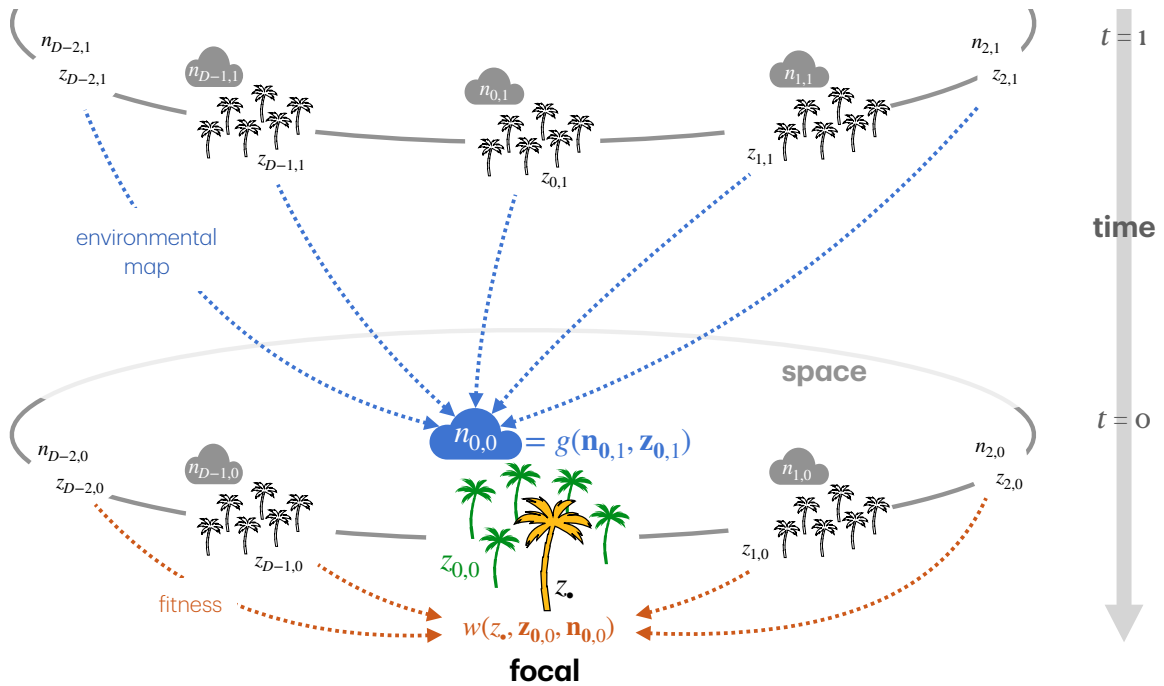 n_{D−2,1}
z_{D−2,1}
n_{D−1,1}
z_{D−1,1}
n_{0,1}
z_{0,1}
n_{1,1}
z_{1,1}
n_{2,1}
z_{2,1}
t = 1
environmental
map
time
space
t = 0
n_{0,0} = g(n_{0,1}, z_{0,1})
n_{D−2,0}
z_{D−2,0}
n_{D−1,0}
z_{D−1,0}
z_{0,0}
z_•
n_{1,0}
z_{1,0}
n_{2,0}
z_{2,0}
fitness
w(z_•, z_{0,0}, n_{0,0})
focal